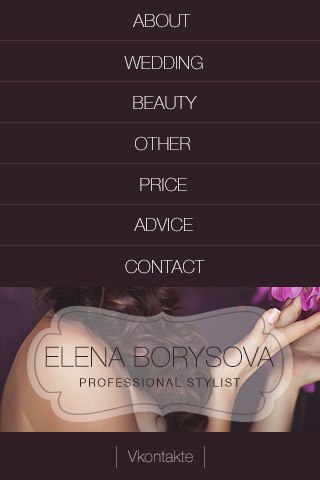 ABOUT
WEDDING
BEAUTY
OTHER
PRICE
ADVICE
CONTACT
ELENA BORYSOVA
PROFESSIONAL STYLIST
Vkontakte